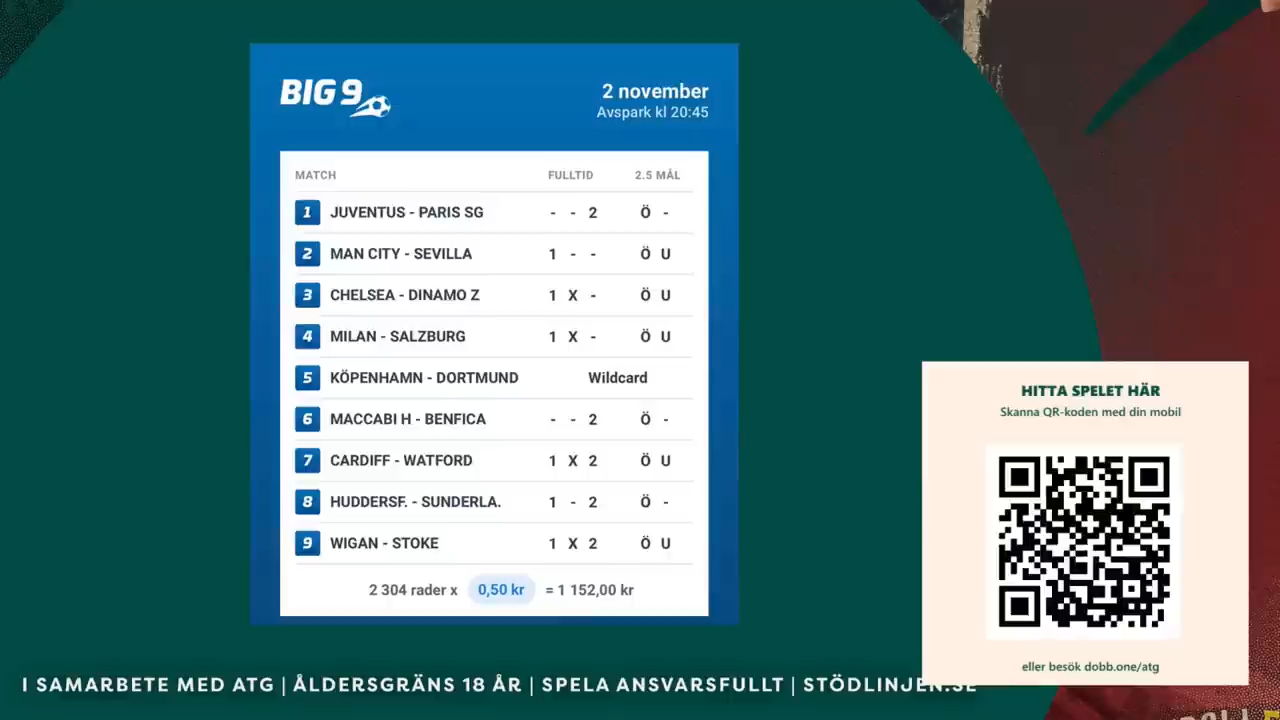 BIG 9
2 november
Avspark kl 20:45
MATCH FULLTID 2.5 MÅL
1 JUVENTUS - PARIS SG - - 2 Ö -
2 MAN CITY - SEVILLA 1 - - Ö U
3 CHELSEA - DINAMO Z 1 X - Ö U
4 MILAN - SALZBURG 1 X - Ö U
5 KÖPENHAMN - DORTMUND Wildcard
6 MACCABI H - BENFICA - - 2 Ö -
7 CARDIFF - WATFORD 1 X 2 Ö U
8 HUDDERSF. - SUNDERLA. 1 - 2 Ö -
9 WIGAN - STOKE 1 X 2 Ö U
2 304 rader x 0,50 kr = 1 152,00 kr
HITTA SPELET HÄR
Skanna QR-koden med din mobil
eller besök dobb.one/atg
I SAMARBETE MED ATG | ÅLDERSGRÄNS 18 ÅR | SPELA ANSVARSFULLT | STÖDLINJEN.SE